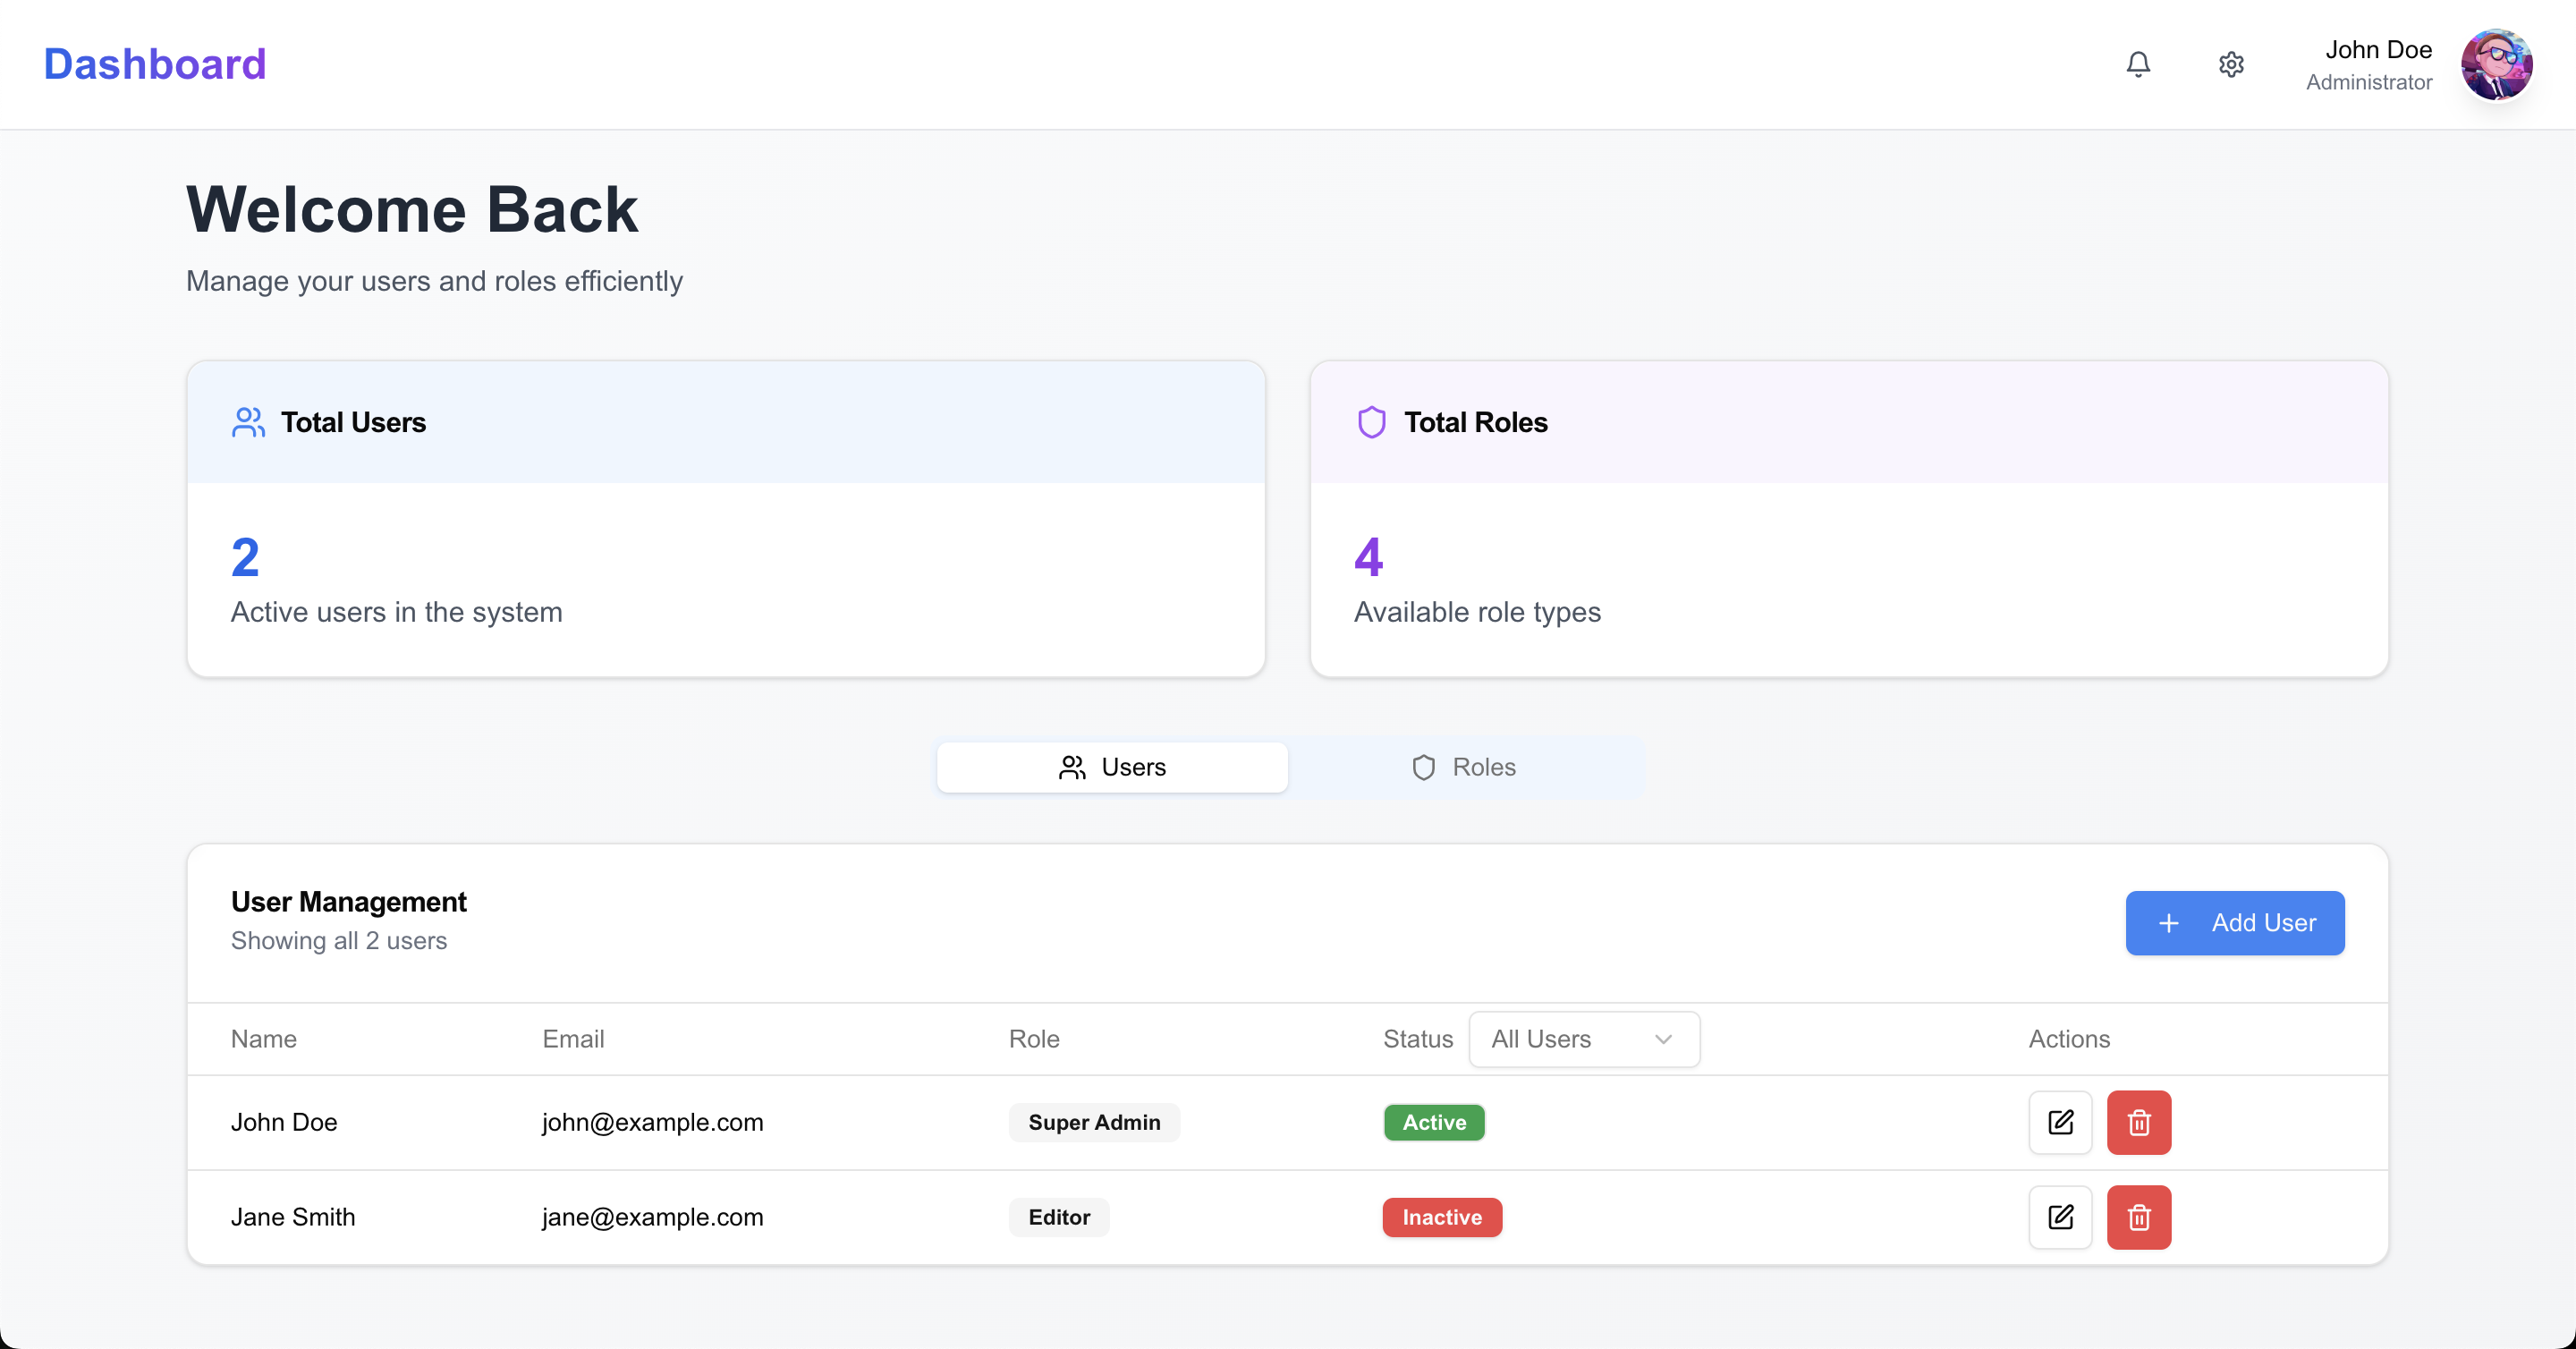 Dashboard
John Doe
Administrator
Welcome Back
Manage your users and roles efficiently
Total Users
2
Active users in the system
Total Roles
4
Available role types
Users
Roles
User Management
Showing all 2 users
Add User
Name Email Role Status All Users Actions
John Doe john@example.com Super Admin Active
Jane Smith jane@example.com Editor Inactive